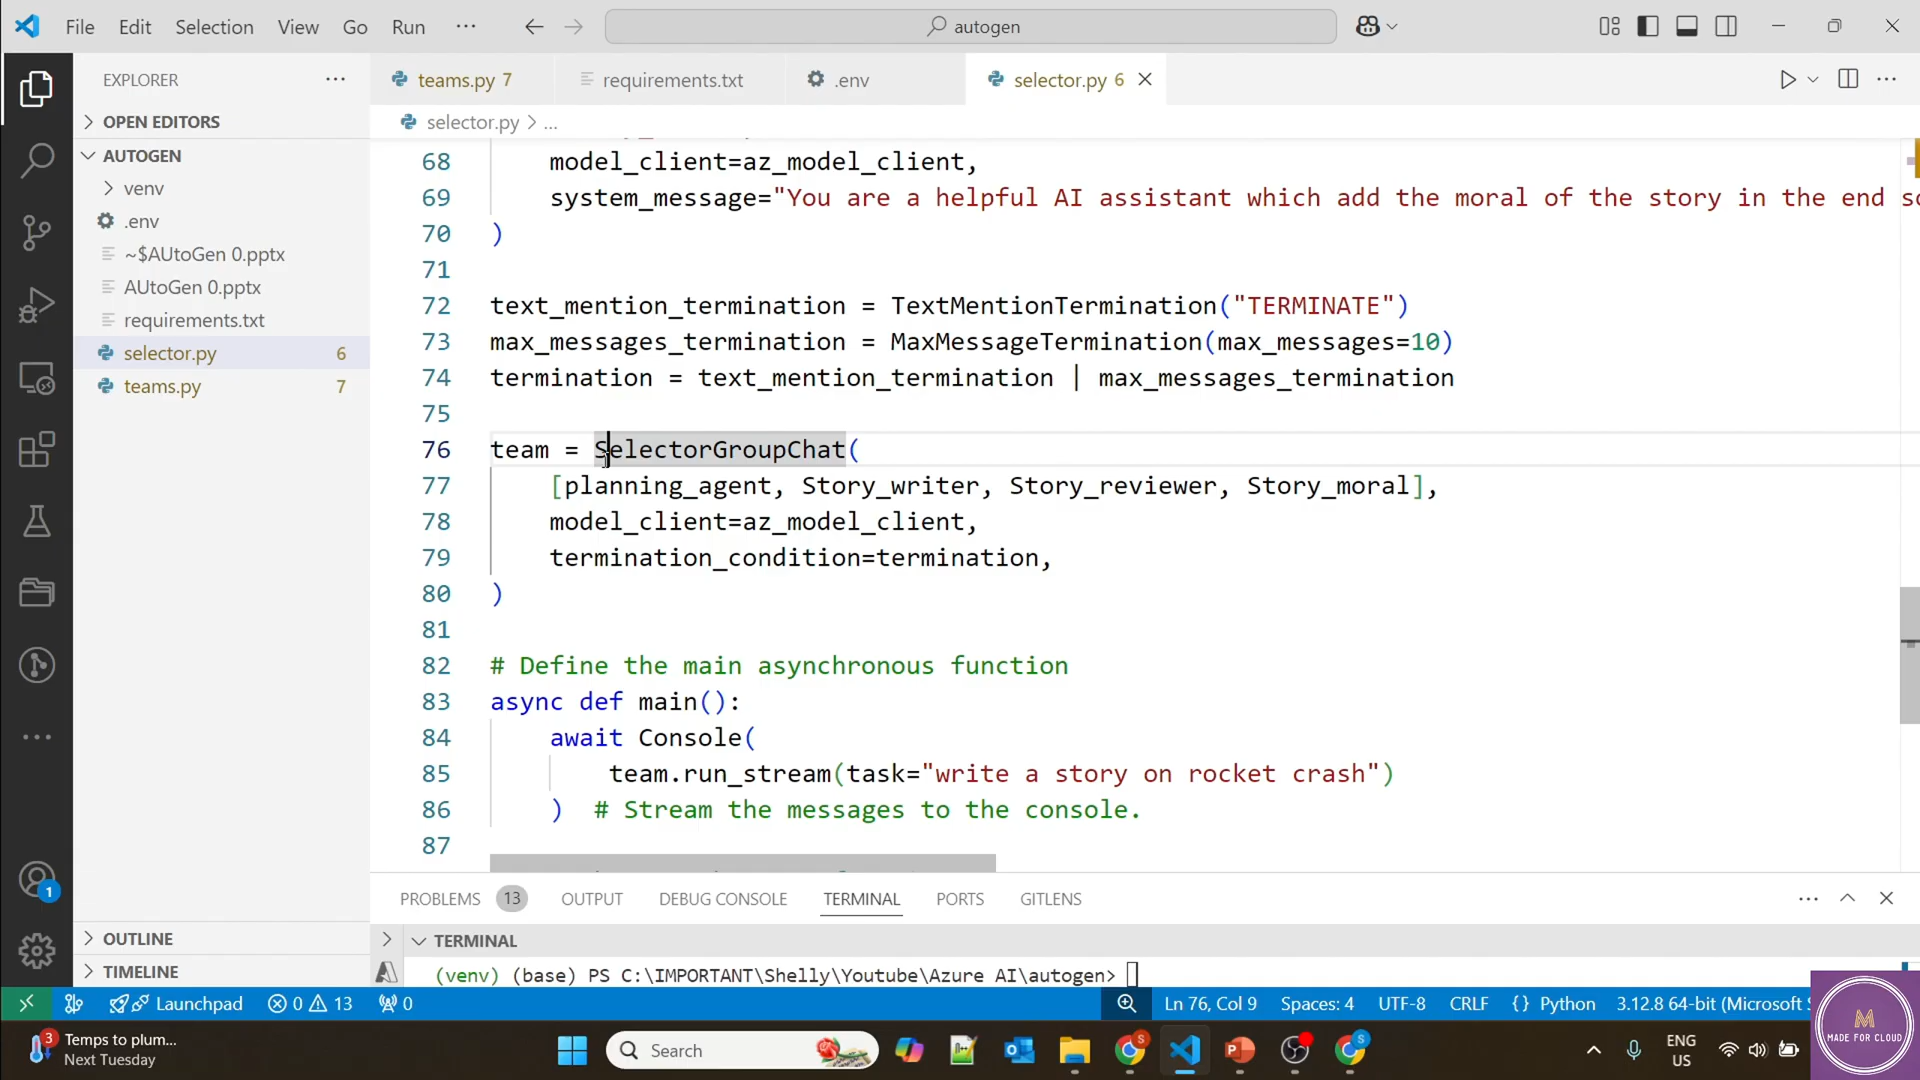 File Edit Selection View Go Run ··· autogen
EXPLORER ···
OPEN EDITORS
AUTOGEN
venv
.env
~$AUtoGen 0.pptx
AUtoGen 0.pptx
requirements.txt
selector.py 6
teams.py 7
OUTLINE
TIMELINE
1
teams.py 7 requirements.txt .env selector.py 6
selector.py > ...
68 model_client=az_model_client,
69 system_message="You are a helpful AI assistant which add the moral of the story in the end so
70 )
71
72 text_mention_termination = TextMentionTermination("TERMINATE")
73 max_messages_termination = MaxMessageTermination(max_messages=10)
74 termination = text_mention_termination | max_messages_termination
75
76 team = SelectorGroupChat(
77 [planning_agent, Story_writer, Story_reviewer, Story_moral],
78 model_client=az_model_client,
79 termination_condition=termination,
80 )
81
82 # Define the main asynchronous function
83 async def main():
84 await Console(
85 team.run_stream(task="write a story on rocket crash")
86 ) # Stream the messages to the console.
87
PROBLEMS 13 OUTPUT DEBUG CONSOLE TERMINAL PORTS GITLENS
TERMINAL
(venv) (base) PS C:\IMPORTANT\Shelly\Youtube\Azure AI\autogen>
Launchpad 0 13 0 Ln 76, Col 9 Spaces: 4 UTF-8 CRLF {} Python 3.12.8 64-bit (Microsoft
3 Temps to plum...
Next Tuesday
Search
ENG
US
M
MADE FOR CLOUD